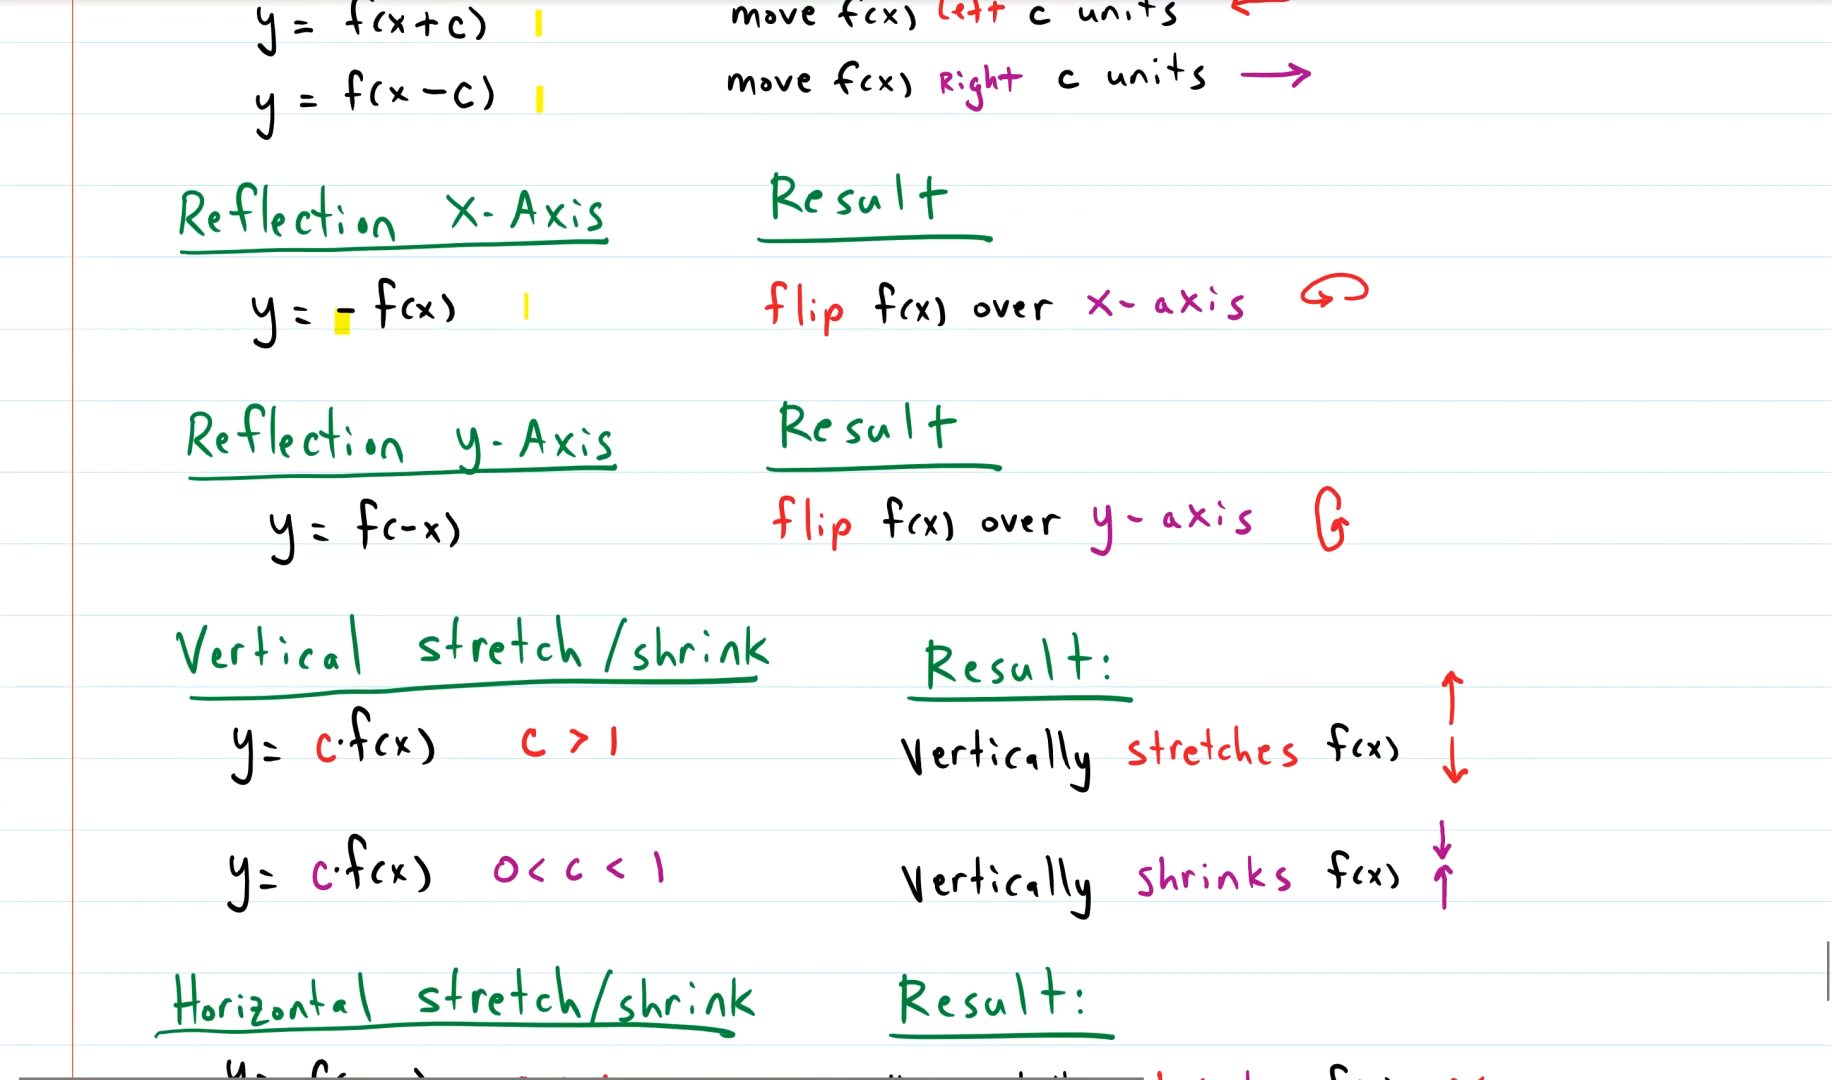 y = f(x+c) move f(x) left c units ←
y = f(x-c) move f(x) Right c units →
Reflection X-Axis Result
y = - f(x) flip f(x) over x-axis
Reflection y-Axis Result
y = f(-x) flip f(x) over y-axis
Vertical stretch/shrink Result:
y= c·f(x) c > 1 Vertically stretches f(x)
y= c·f(x) 0 < c < 1 Vertically shrinks f(x)
Horizontal stretch/shrink Result: